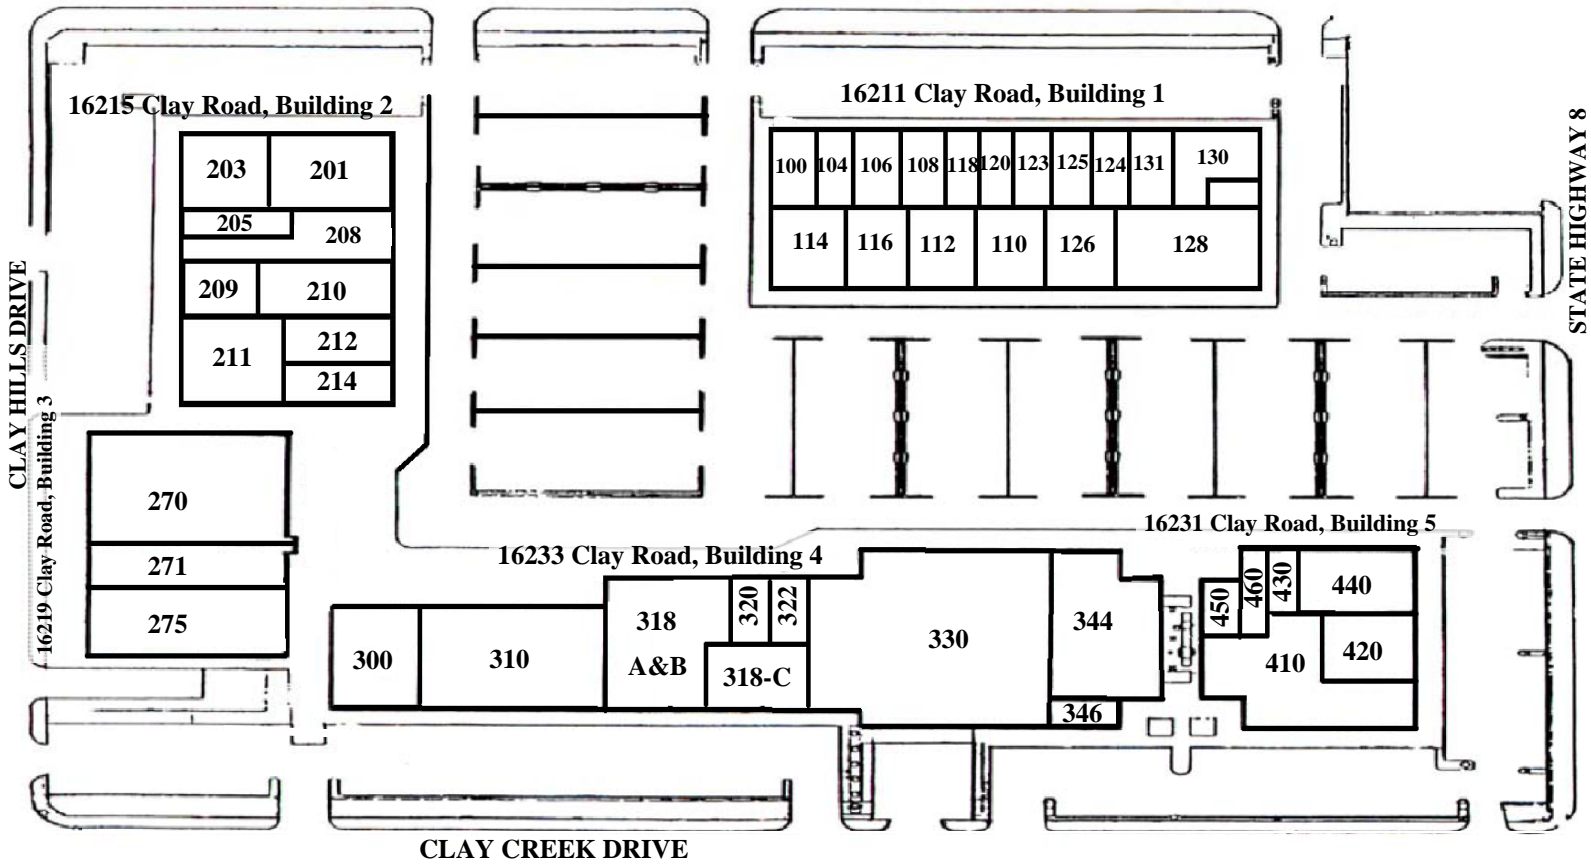 16215 Clay Road, Building 2
16211 Clay Road, Building 1
STATE HIGHWAY 8
203 201
205
208
209 210
211 212
214
100 104 106 108 118 120 123 125 124 131 130
114 116 112 110 126 128
CLAY HILLS DRIVE
16219 Clay Road, Building 3
270
271
275
16233 Clay Road, Building 4
300 310 318
A&B
320 322
318-C
330 344
346
16231 Clay Road, Building 5
450 460 430 440
410 420
CLAY CREEK DRIVE